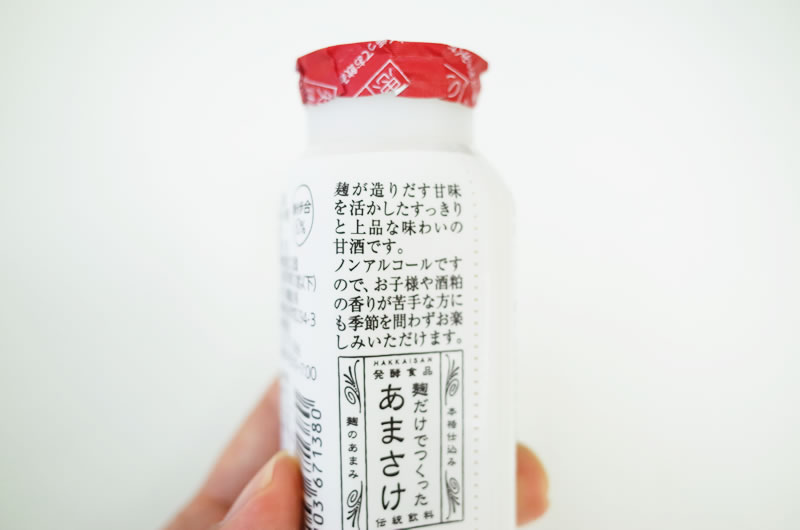 麹が造りだす甘味
を活かしたすっきり
と上品な味わいの
甘酒です。
ノンアルコールです
ので、お子様や酒粕
の香りが苦手な方に
も季節を問わずお楽
しみいただけます。
HAKKAISAN
発酵食品
麹だけでつくった
あまさけ
本格仕込み
麹のあまみ
伝統飲料
671380